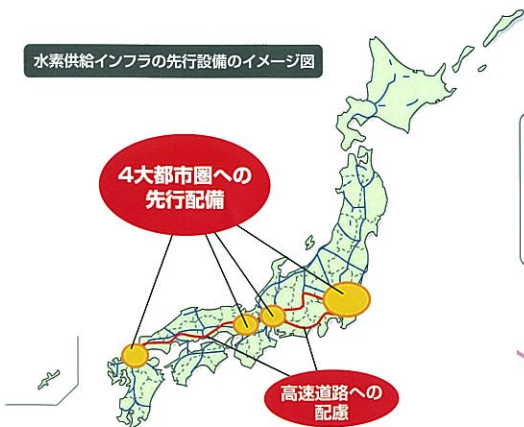 水素供給インフラの先行設備のイメージ図
4大都市圏への
先行配備
高速道路への
配慮